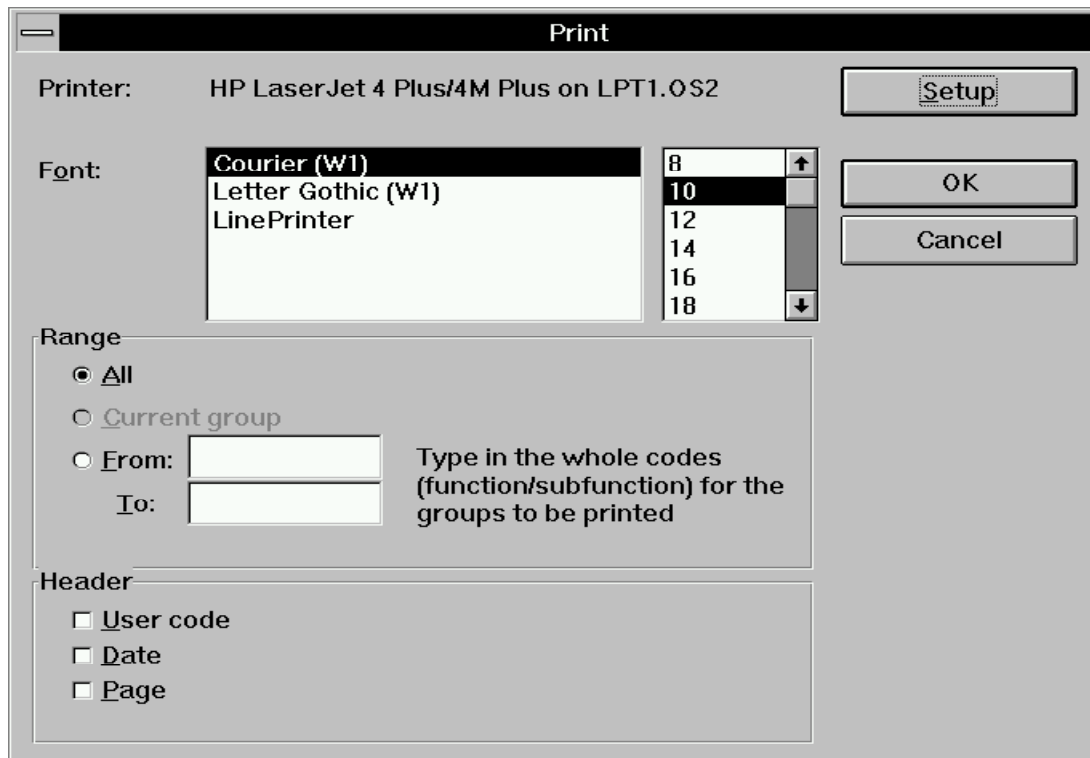 Print
Printer: HP LaserJet 4 Plus/4M Plus on LPT1.OS2
Setup
Font:
Courier (W1)
Letter Gothic (W1)
LinePrinter
8
10
12
14
16
18
OK
Cancel
Range
All
Current group
From:
To:
Type in the whole codes
(function/subfunction) for the
groups to be printed
Header
User code
Date
Page